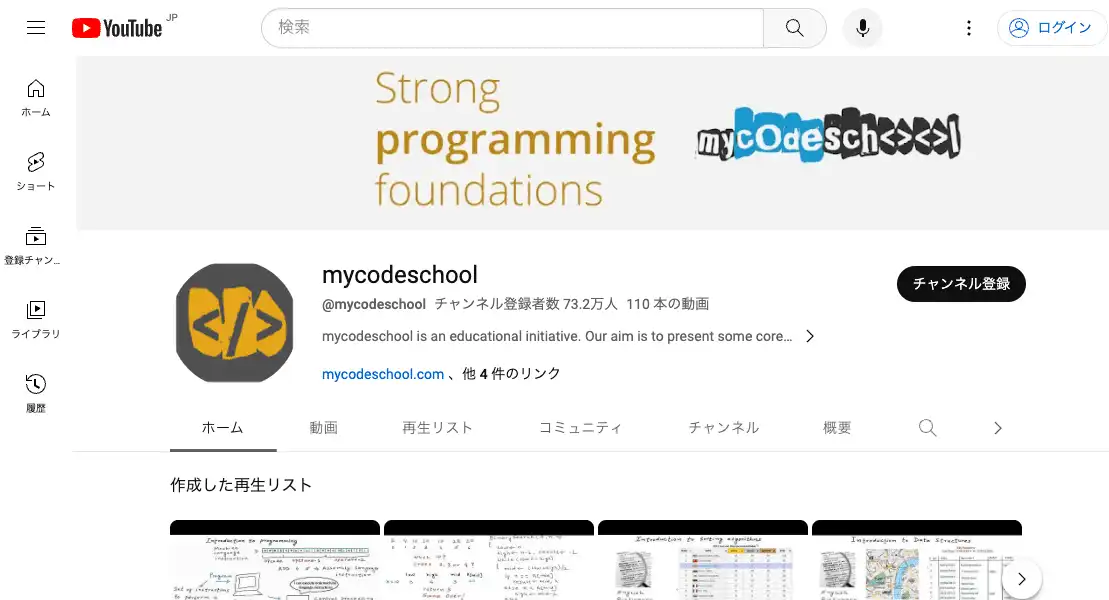 YouTube JP
検索
ログイン
ホーム
ショート
登録チャン...
ライブラリ
履歴
Strong
programming
foundations
mycodesch<><>l
mycodeschool
@mycodeschool チャンネル登録者数 73.2万人 110 本の動画
mycodeschool is an educational initiative. Our aim is to present some core...
mycodeschool.com 、他 4 件のリンク
チャンネル登録
ホーム 動画 再生リスト コミュニティ チャンネル 概要
作成した再生リスト
Introduction to programming
Introduction to Sorting algorithms
Introduction to Data Structures